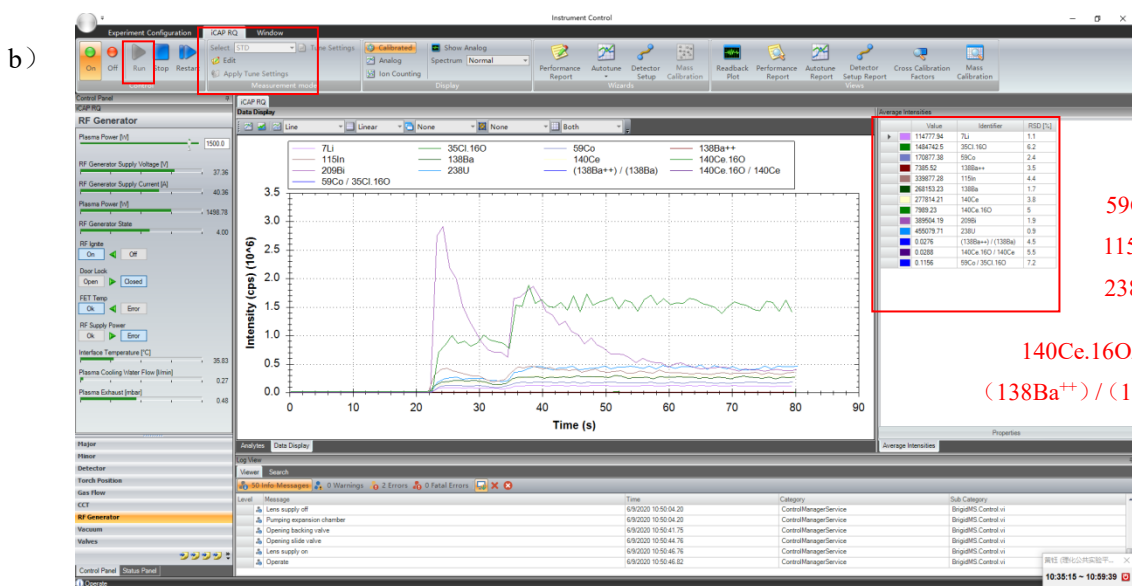 b）
Instrument Control
Experiment Configuration iCAP RQ Window
On Off Run Stop Restart
Control
Select STD Tune Settings
Edit
Apply Tune Settings
Measurement mode
Calibrated Show Analog
Analog Spectrum Normal
Ion Counting
Display
Performance Report Autotune Detector Setup Mass Calibration
Wizards
Readback Plot Performance Report Autotune Report Detector Setup Report Cross Calibration Factors Mass Calibration
Views
Control Panel
iCAP RQ
RF Generator
Plasma Power [W]
1500.0
RF Generator Supply Voltage [V]
37.36
RF Generator Supply Current [A]
40.36
Plasma Power [W]
1498.78
RF Generator State
4.00
RF Ignite
On Off
Door Lock
Open Closed
FET Temp
Ok Error
RF Supply Power
Ok Error
Interface Temperature [°C]
35.83
Plasma Cooling Water Flow [l/min]
0.27
Plasma Exhaust [mbar]
0.48
Major
Minor
Detector
Torch Position
Gas Flow
CCT
RF Generator
Vacuum
Valves
Control Panel Status Panel
Operate
iCAP RQ
Data Display
Line Linear None None Both
7Li 35Cl.16O 59Co 138Ba++
115In 138Ba 140Ce 140Ce.16O
209Bi 238U (138Ba++) / (138Ba) 140Ce.16O / 140Ce
59Co / 35Cl.16O
Intensity (cps) (10^6)
3.5
3.0
2.5
2.0
1.5
1.0
0.5
0.0
0 10 20 30 40 50 60 70 80 90
Time (s)
Analytes Data Display
Average Intensities
Value Identifier RSD [%]
114777.94 7Li 1.1
1484742.5 35Cl.16O 6.2
170877.38 59Co 2.4
7385.52 138Ba++ 3.5
339877.28 115In 4.4
268153.23 138Ba 1.7
277814.21 140Ce 3.8
7989.23 140Ce.16O 5
389504.19 209Bi 1.9
455079.71 238U 0.9
0.0276 (138Ba++) / (138Ba) 4.5
0.0288 140Ce.16O / 140Ce 5.5
0.1156 59Co / 35Cl.16O 7.2
Properties
Average Intensities
115
238
140Ce.16O
（138Ba++）/（1
Log View
Viewer Search
50 Info Messages 0 Warnings 2 Errors 0 Fatal Errors
Level Message Time Category Sub Category
Lens supply off 6/9/2020 10:50:04.20 ControlManagerService BrigidMS.Control.vi
Pumping expansion chamber 6/9/2020 10:50:04.20 ControlManagerService BrigidMS.Control.vi
Opening backing valve 6/9/2020 10:50:41.75 ControlManagerService BrigidMS.Control.vi
Opening slide valve 6/9/2020 10:50:44.76 ControlManagerService BrigidMS.Control.vi
Lens supply on 6/9/2020 10:50:46.76 ControlManagerService BrigidMS.Control.vi
Operate 6/9/2020 10:50:46.82 ControlManagerService BrigidMS.Control.vi
10:35:15 ~ 10:59:39